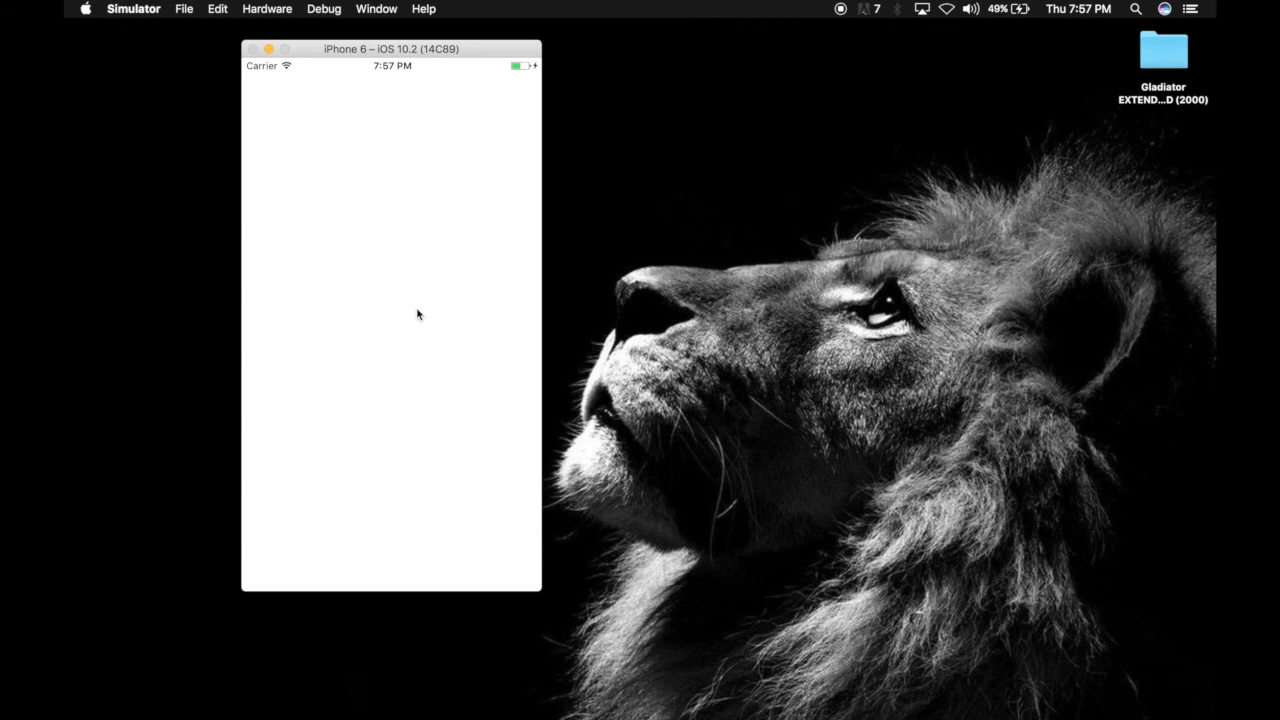 Simulator File Edit Hardware Debug Window Help 7 49% Thu 7:57 PM
iPhone 6 – iOS 10.2 (14C89)
Carrier 7:57 PM
Gladiator
EXTEND...D (2000)